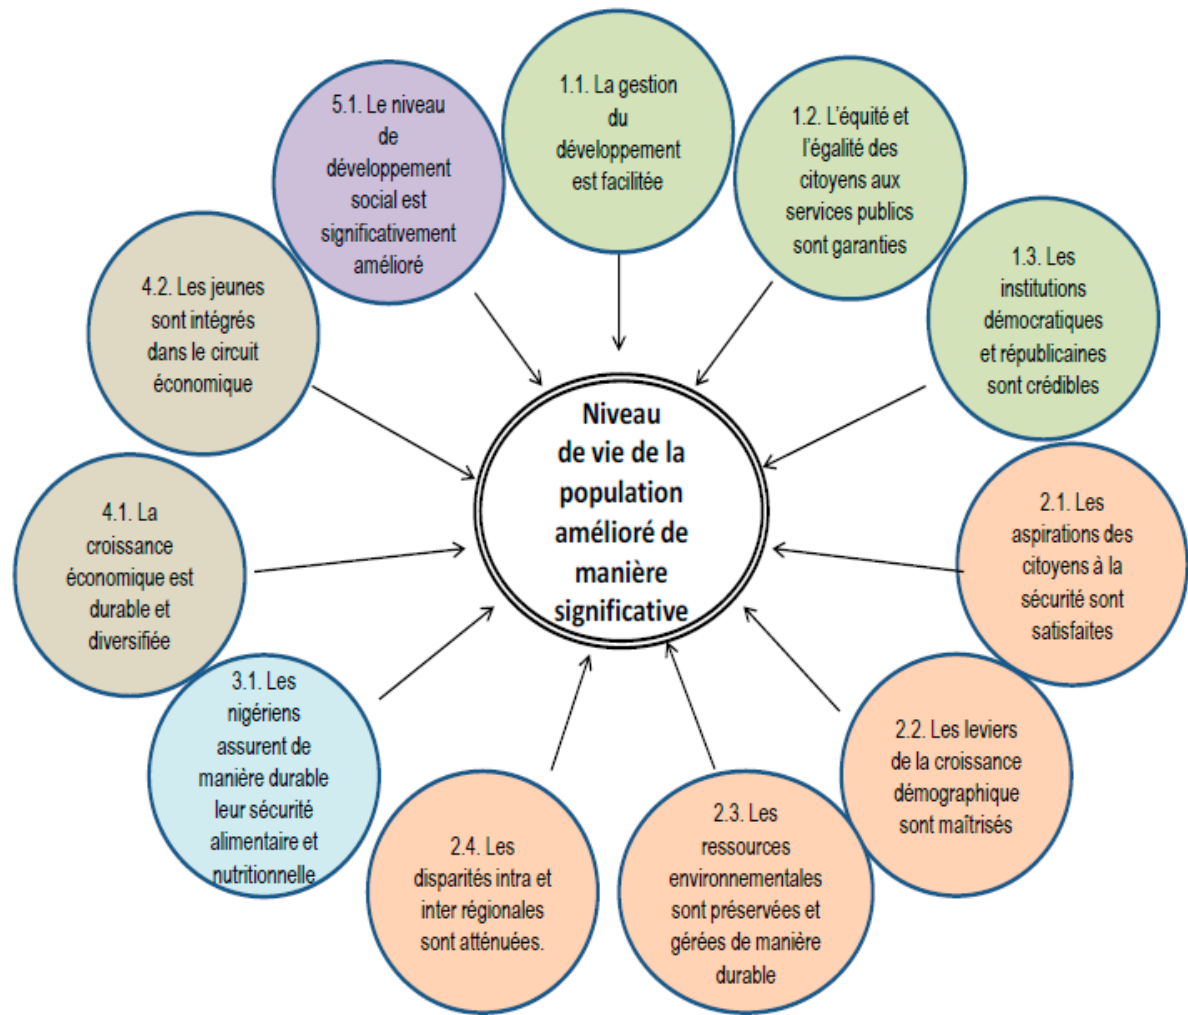 1.1. La gestion
du
développement
est facilitée
1.2. L'équité et
l'égalité des
citoyens aux
services publics
sont garanties
1.3. Les
institutions
démocratiques
et républicaines
sont crédibles
2.1. Les
aspirations des
citoyens à la
sécurité sont
satisfaites
2.2. Les leviers
de la croissance
démographique
sont maîtrisés
2.3. Les
ressources
environnementales
sont préservées et
gérées de manière
durable
2.4. Les
disparités intra et
inter régionales
sont atténuées.
3.1. Les
nigériens
assurent de
manière durable
leur sécurité
alimentaire et
nutritionnelle
4.1. La
croissance
économique est
durable et
diversifiée
4.2. Les jeunes
sont intégrés
dans le circuit
économique
5.1. Le niveau
de
développement
social est
significativement
amélioré
Niveau
de vie de la
population
amélioré de
manière
significative